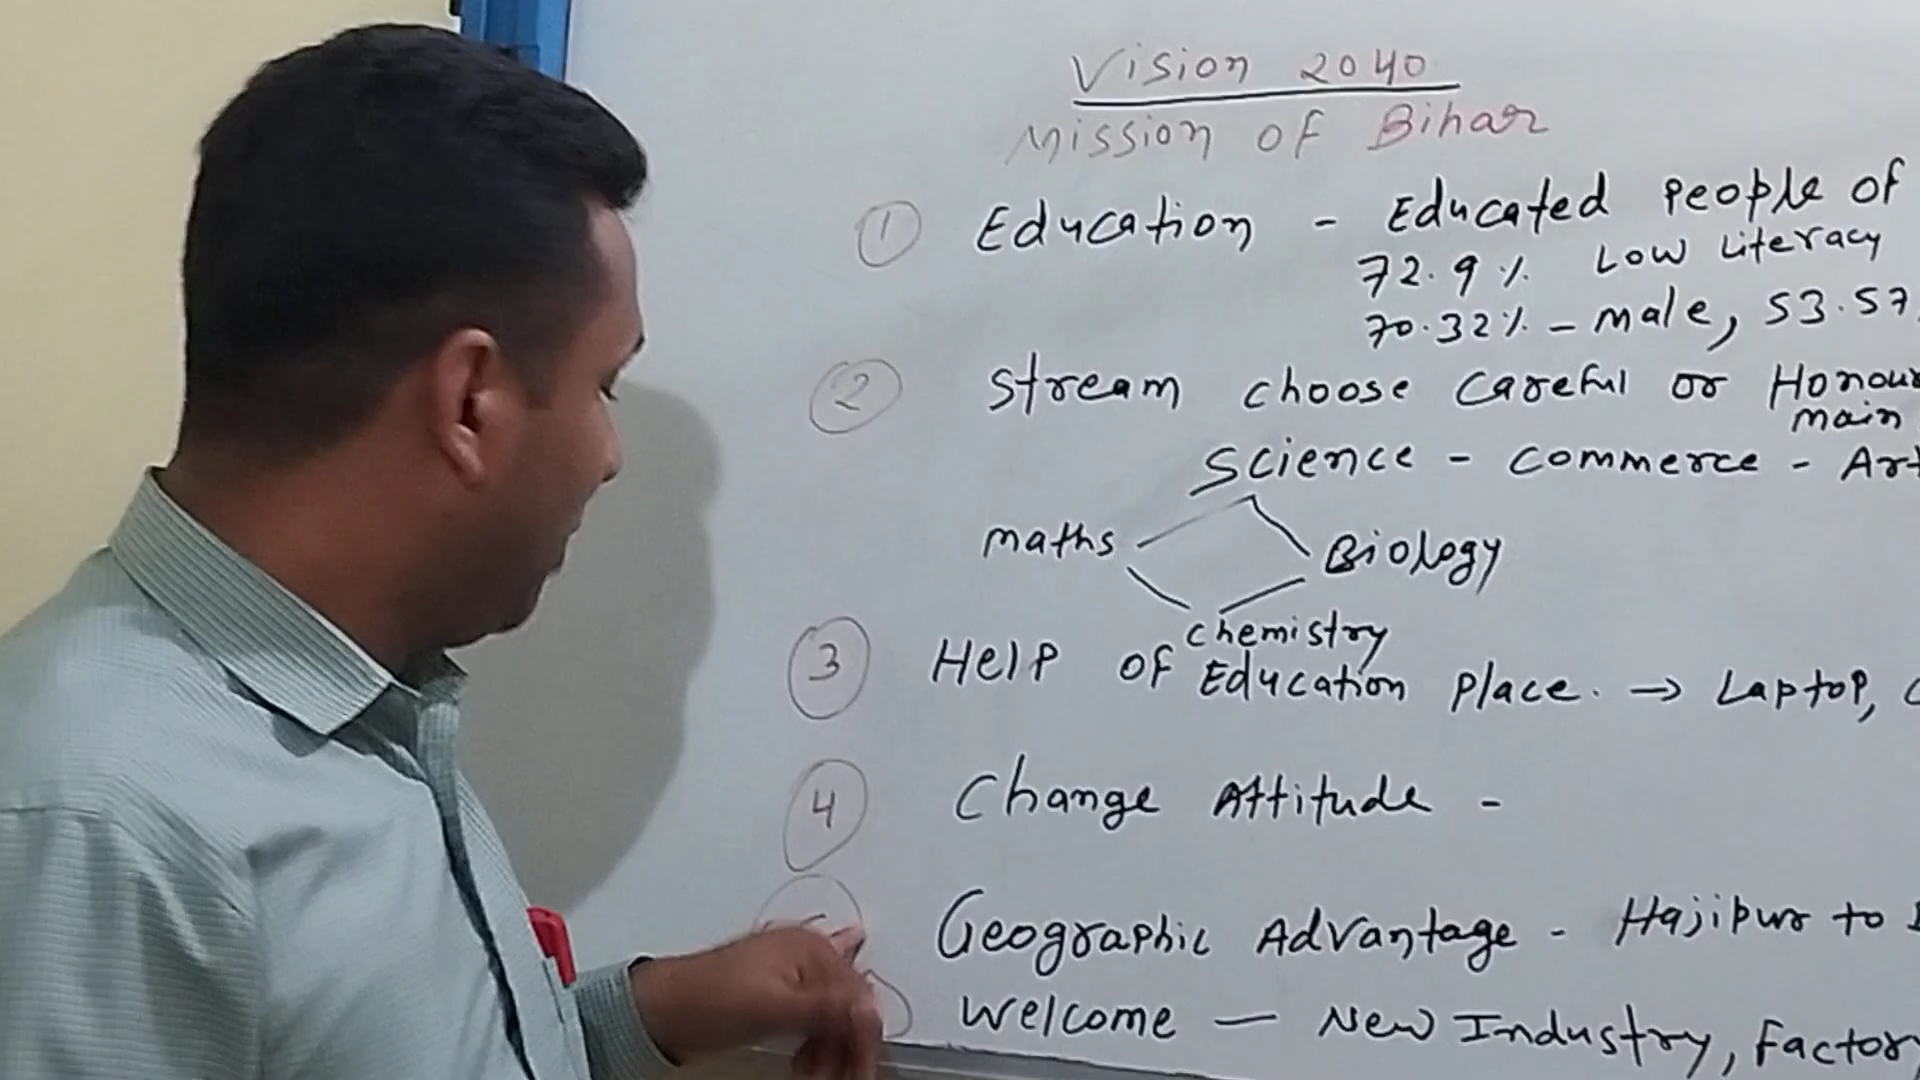 Vision 2040
Mission of Bihar
1 Education - Educated People of
72.9% Low Literacy
70.32% - male, 53.57
2 Stream choose careful or Honour
main
Science - Commerce - Art
maths Biology
chemistry
3 Help of Education place. → Laptop, C
4 Change Attitude -
Geographic Advantage - Hajipur to
Welcome - New Industry, Factory